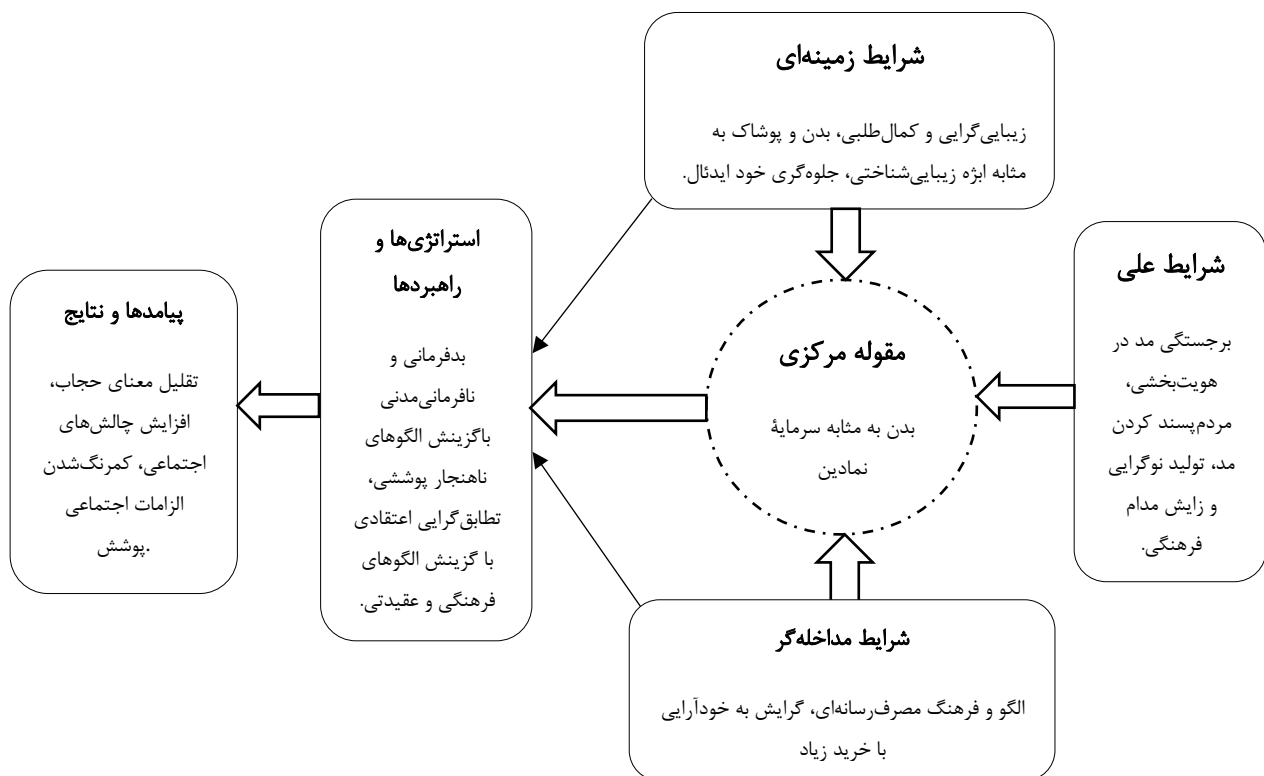 شرایط زمینه‌ای
زیبایی‌گرایی و کمال‌طلبی، بدن و پوشاک به
مثابه ابژه زیبایی‌شناختی، جلوه‌گری خود ایدئال.
شرایط علی
برجستگی مد در
هویت‌بخشی،
مردم‌پسند کردن
مد، تولید نوگرایی
و زایش مدام
فرهنگی.
مقوله مرکزی
بدن به مثابه سرمایۀ
نمادین
استراتژی‌ها و
راهبردها
بدفرمانی و
نافرمانی‌مدنی
باگزینش الگوهای
ناهنجار پوششی،
تطابق‌گرایی اعتقادی
با گزینش الگوهای
فرهنگی و عقیدتی.
پیامدها و نتایج
تقلیل معنای حجاب،
افزایش چالش‌های
اجتماعی، کمرنگ‌شدن
الزامات اجتماعی
.پوشش
شرایط مداخله‌گر
الگو و فرهنگ مصرف‌رسانه‌ای، گرایش به خودآرایی
با خرید زیاد